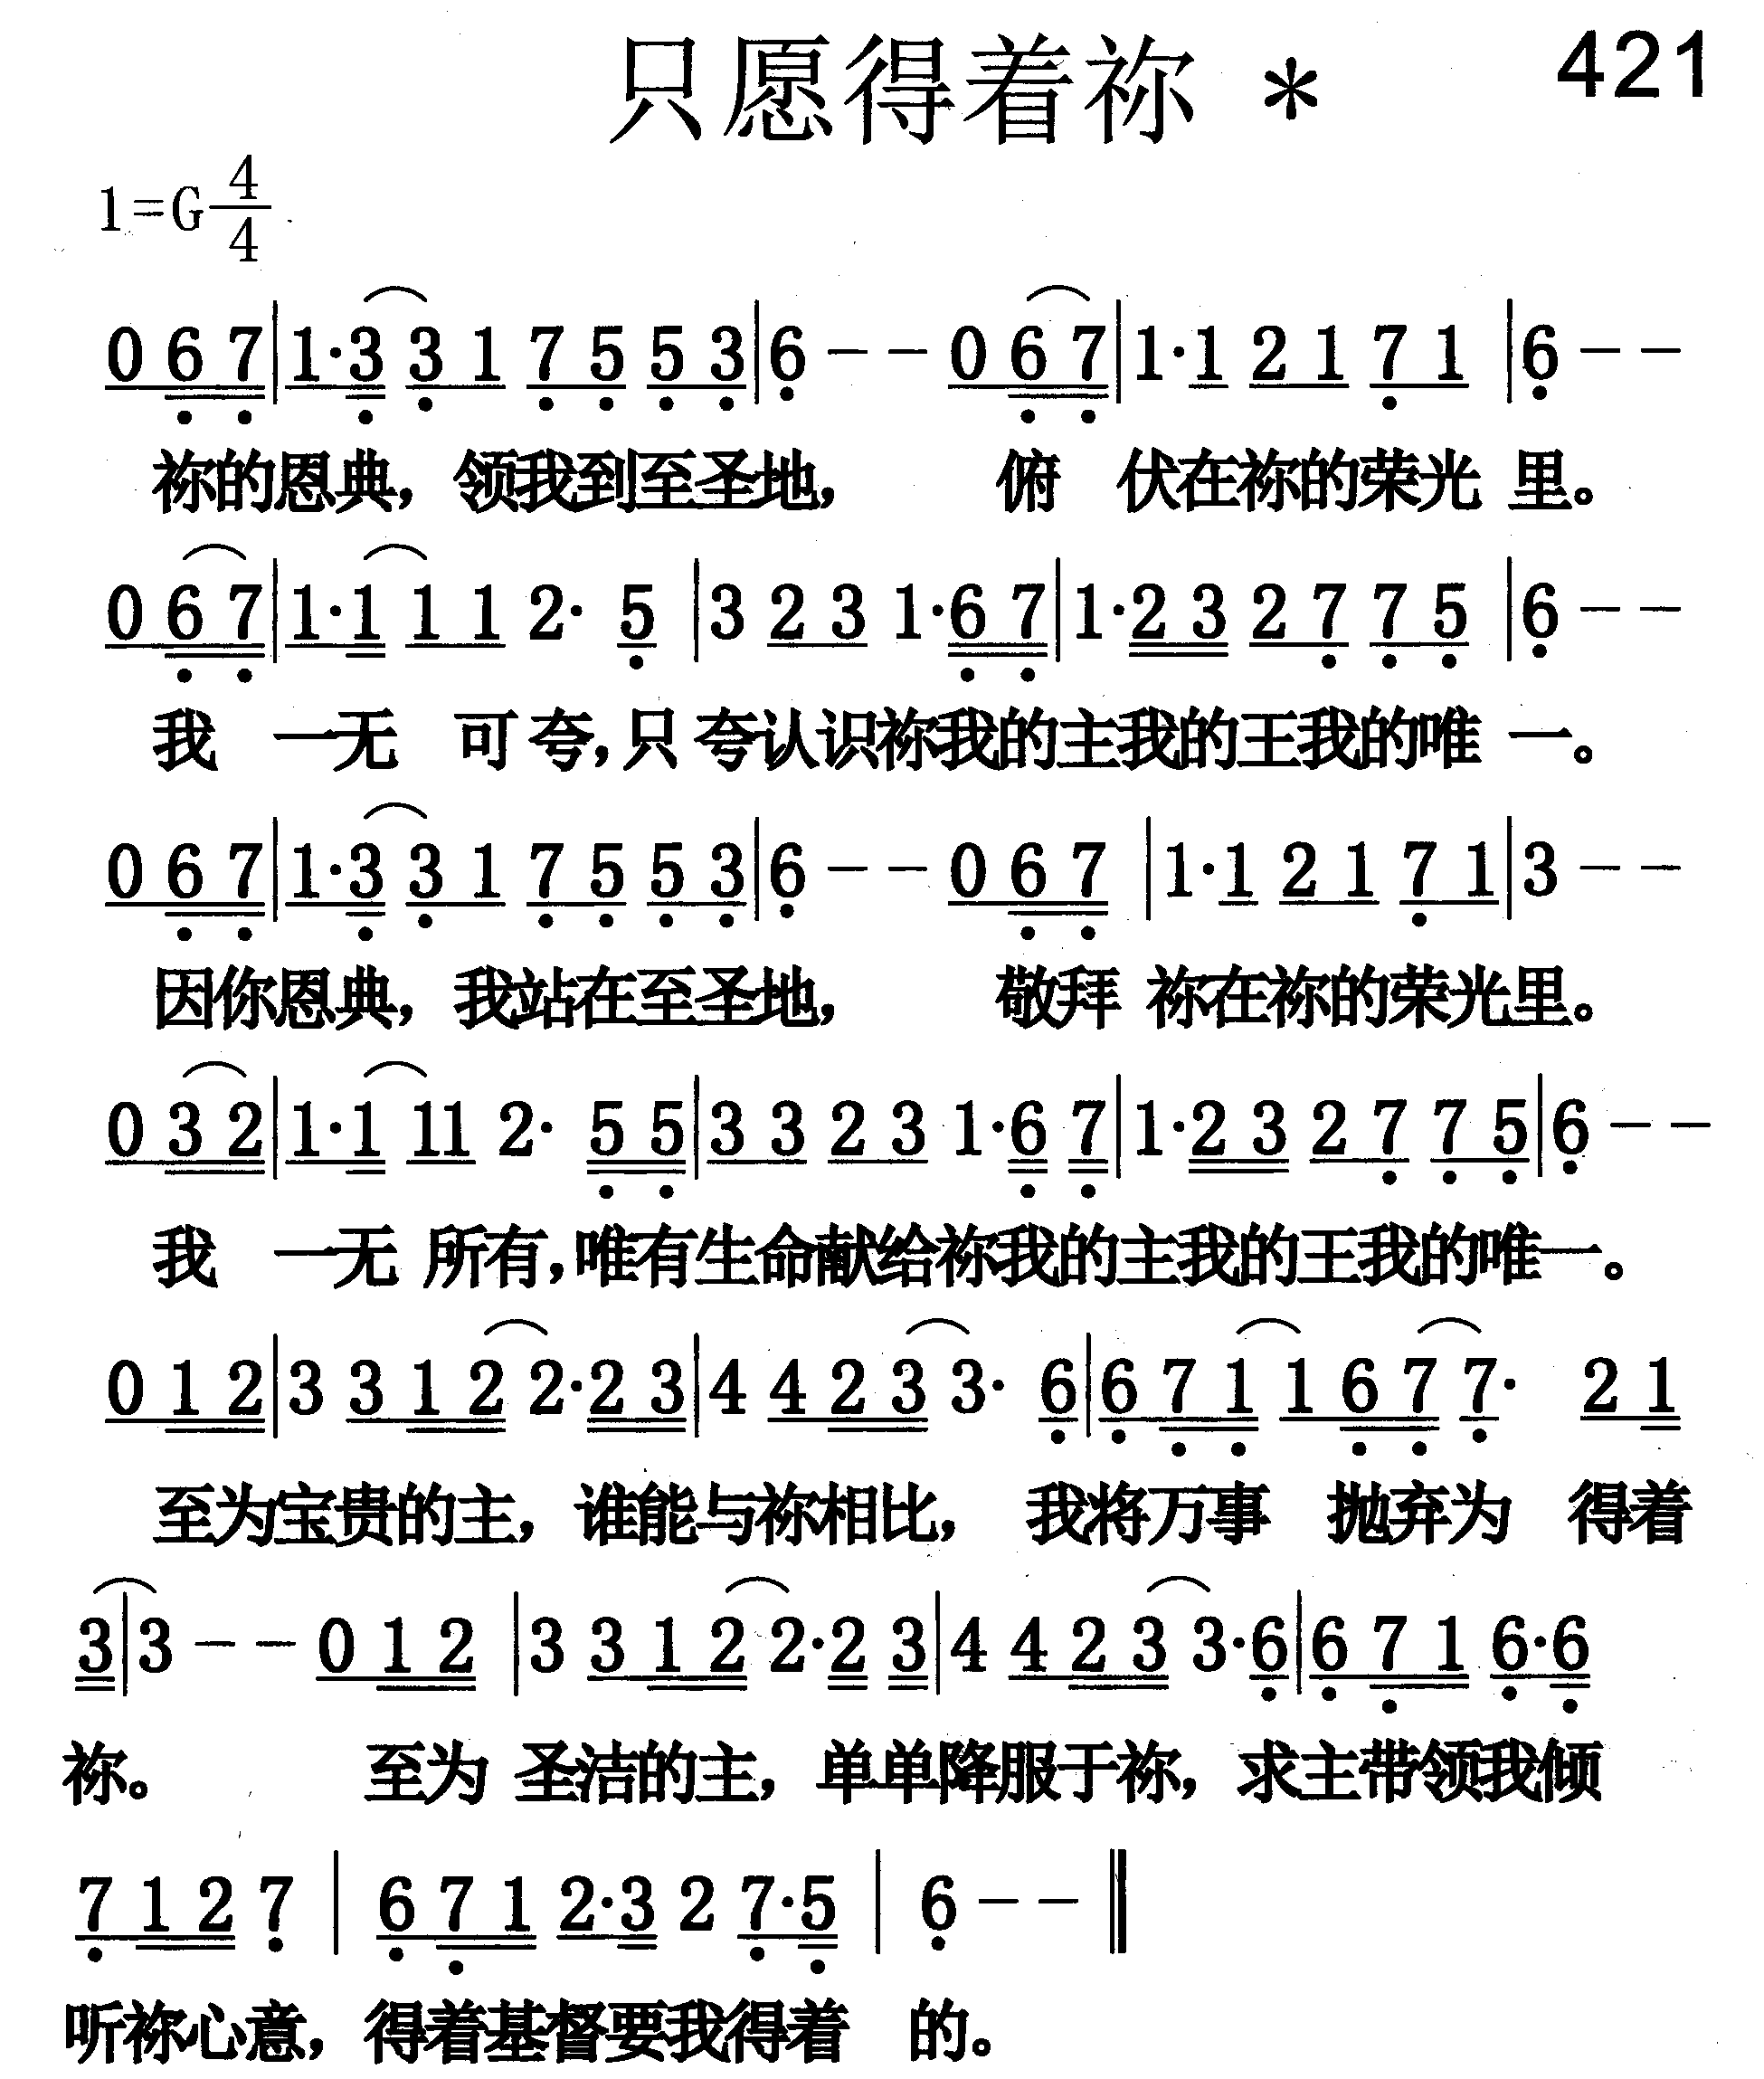 只愿得着祢 * 421
1=G 4/4
0 6 7|1·3 3 1 7 5 5 3|6 – – 0 6 7|1·1 2 1 7 1|6 – –
祢的恩典，领我到至圣地， 俯 伏在祢的荣光 里。
0 6 7|1·1 1 1 2· 5|3 2 3 1·6 7|1·2 3 2 7 7 5|6 – –
我 一无 可夸，只 夸认识祢我的主我的王我的唯 一。
0 6 7|1·3 3 1 7 5 5 3|6 – – 0 6 7|1·1 2 1 7 1|3 – –
因你恩典，我站在至圣地， 敬拜 祢在祢的荣光里。
0 3 2|1·1 11 2· 5 5|3 3 2 3 1·6 7|1·2 3 2 7 7 5|6 – –
我 一无 所有，唯有生命献给祢我的主我的王我的唯一。
0 1 2|3 3 1 2 2·2 3|4 4 2 3 3· 6|6 7 1 1 6 7 7· 2 1
至为宝贵的主，谁能与祢相比，我将万事 抛弃为 得着
3|3 – – 0 1 2|3 3 1 2 2·2 3|4 4 2 3 3·6|6 7 1 6·6
祢。 至为 圣洁的主，单单降服于祢，求主带领我倾
7 1 2 7|6 7 1 2·3 2 7·5|6 – –
听祢心意，得着基督要我得着 的。